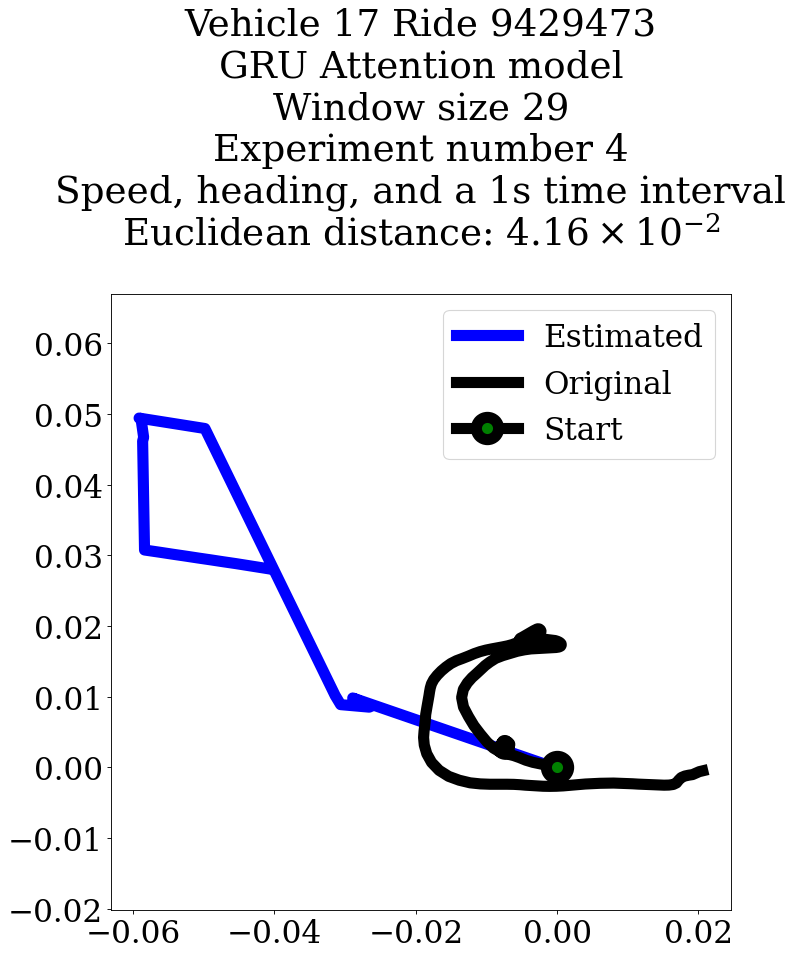 Vehicle 17 Ride 9429473
GRU Attention model
Window size 29
Experiment number 4
Speed, heading, and a 1s time interval
Euclidean distance: 4.16 × 10⁻²
Estimated
Original
Start
0.06
0.05
0.04
0.03
0.02
0.01
0.00
−0.01
−0.02
−0.06 −0.04 −0.02 0.00 0.02